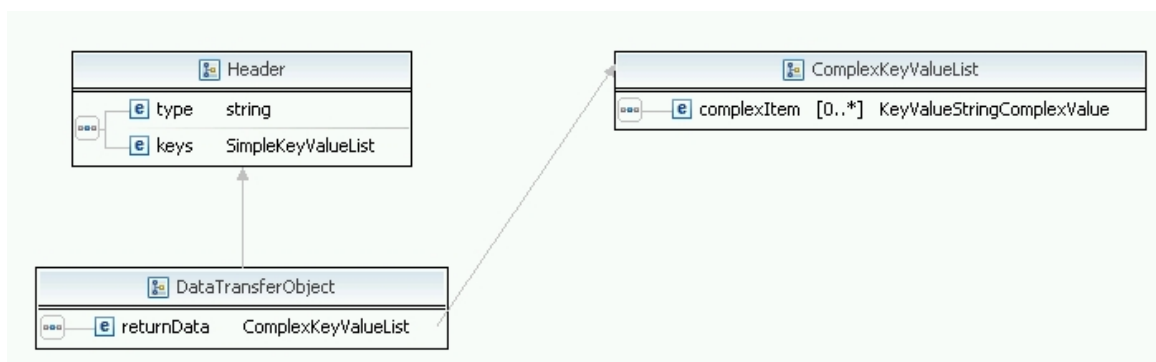 Header
e type string
e keys SimpleKeyValueList
ComplexKeyValueList
e complexItem [0..*] KeyValueStringComplexValue
DataTransferObject
e returnData ComplexKeyValueList